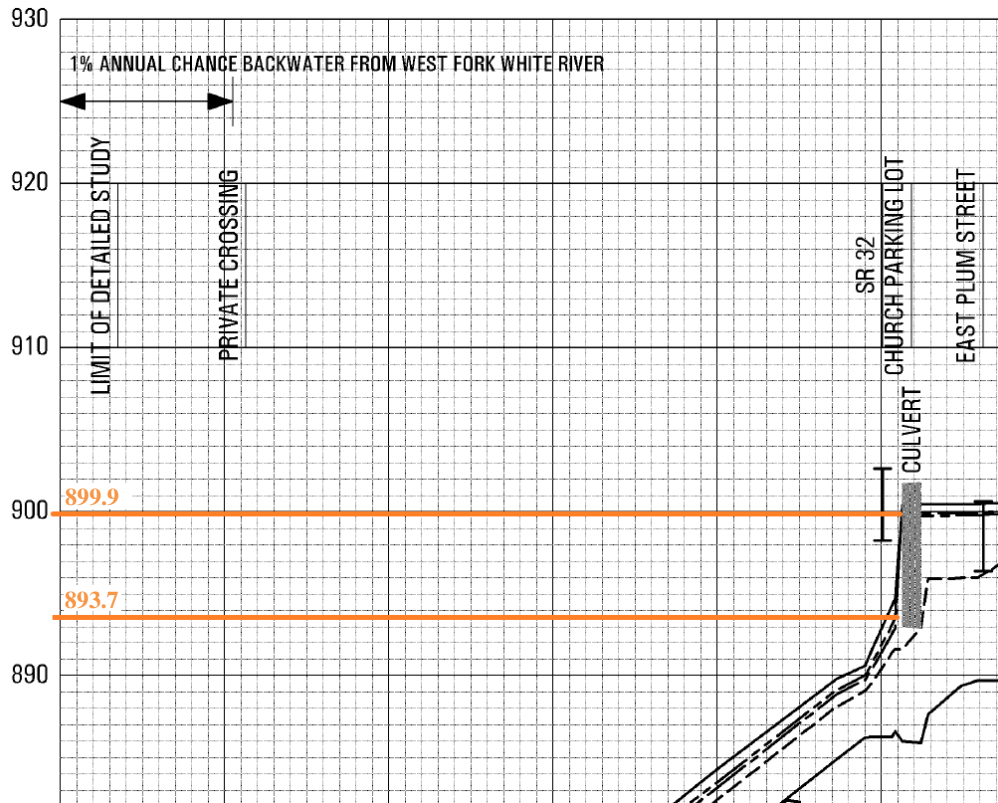 930
1% ANNUAL CHANCE BACKWATER FROM WEST FORK WHITE RIVER
920
LIMIT OF DETAILED STUDY
PRIVATE CROSSING
SR 32
CHURCH PARKING LOT
EAST PLUM STREET
910
CULVERT
899.9
900
893.7
890